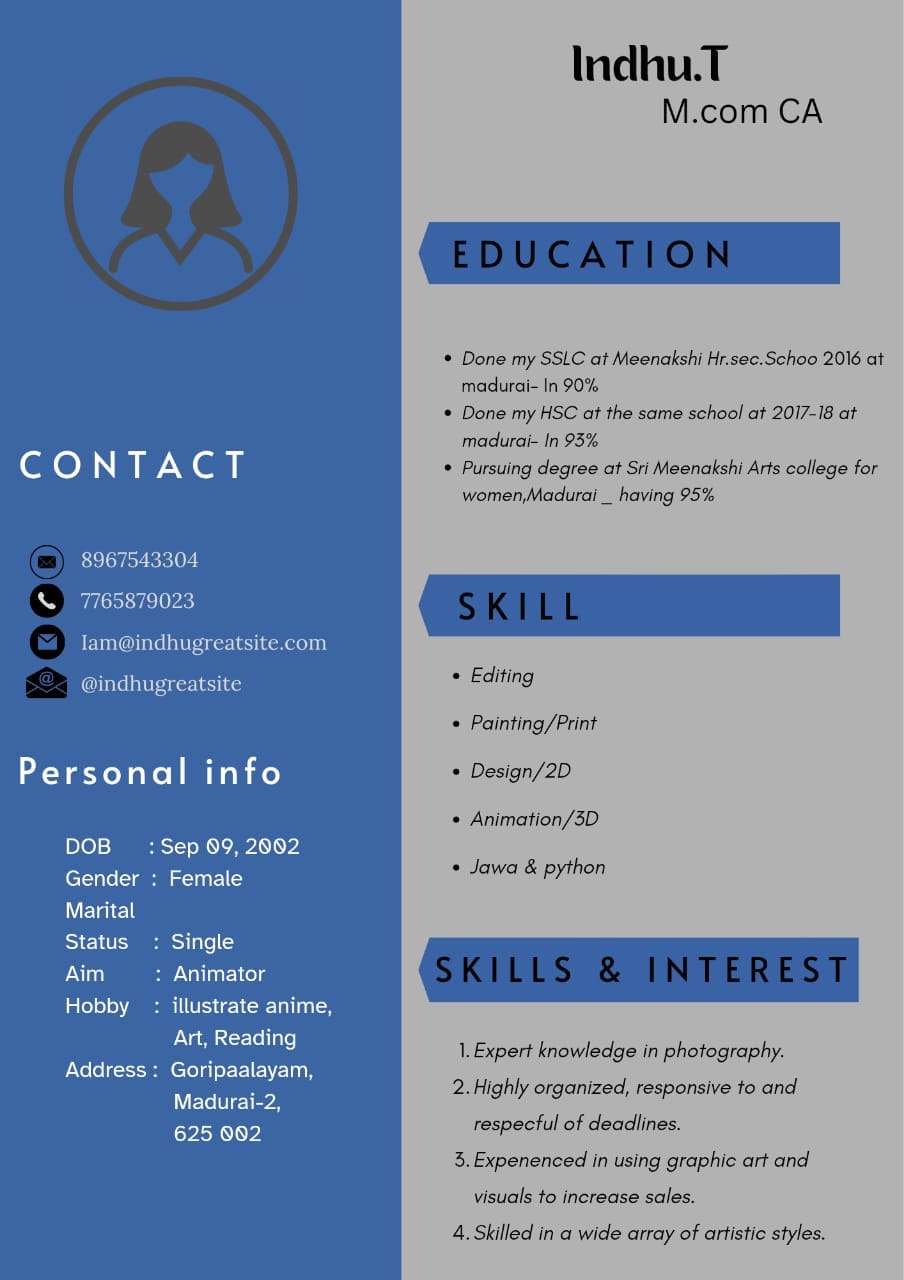 Indhu.T
M.com CA
CONTACT
8967543304
7765879023
Iam@indhugreatsite.com
@indhugreatsite
Personal info
DOB : Sep 09, 2002
Gender : Female
Marital
Status : Single
Aim : Animator
Hobby : illustrate anime,
Art, Reading
Address : Goripaalayam,
Madurai-2,
625 002
EDUCATION
• Done my SSLC at Meenakshi Hr.sec.Schoo 2016 at
madurai- In 90%
• Done my HSC at the same school at 2017-18 at
madurai- In 93%
• Pursuing degree at Sri Meenakshi Arts college for
women,Madurai _ having 95%
SKILL
• Editing
• Painting/Print
• Design/2D
• Animation/3D
• Jawa & python
SKILLS & INTEREST
1. Expert knowledge in photography.
2. Highly organized, responsive to and
respecful of deadlines.
3. Expenenced in using graphic art and
visuals to increase sales.
4. Skilled in a wide array of artistic styles.